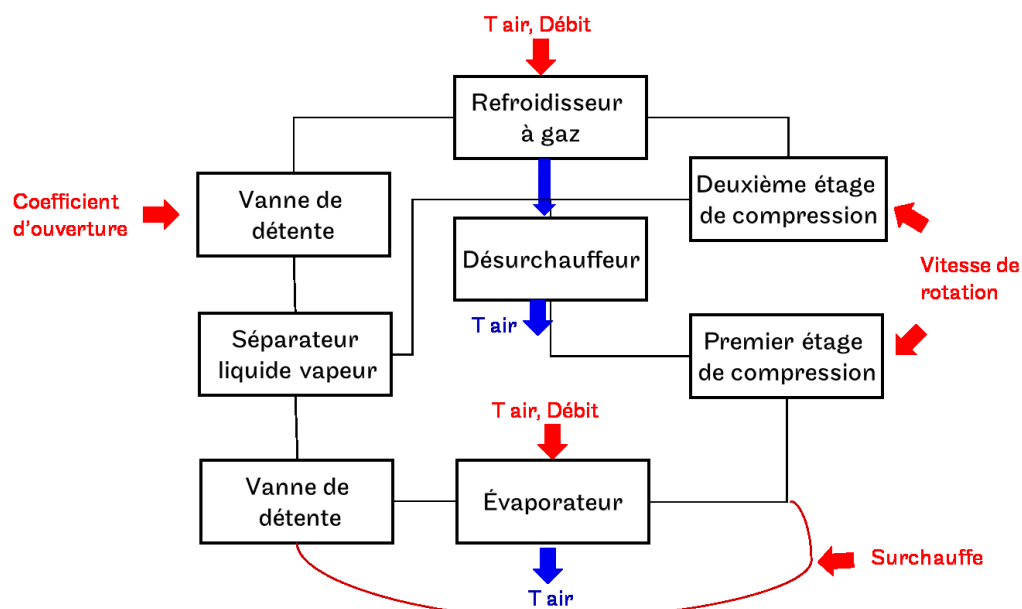 T air, Débit
Refroidisseur
à gaz
Coefficient
d'ouverture
Vanne de
détente
Deuxième étage
de compression
Désurchauffeur
Vitesse de
rotation
T air
Séparateur
liquide vapeur
Premier étage
de compression
T air, Débit
Vanne de
détente
Évaporateur
Surchauffe
T air